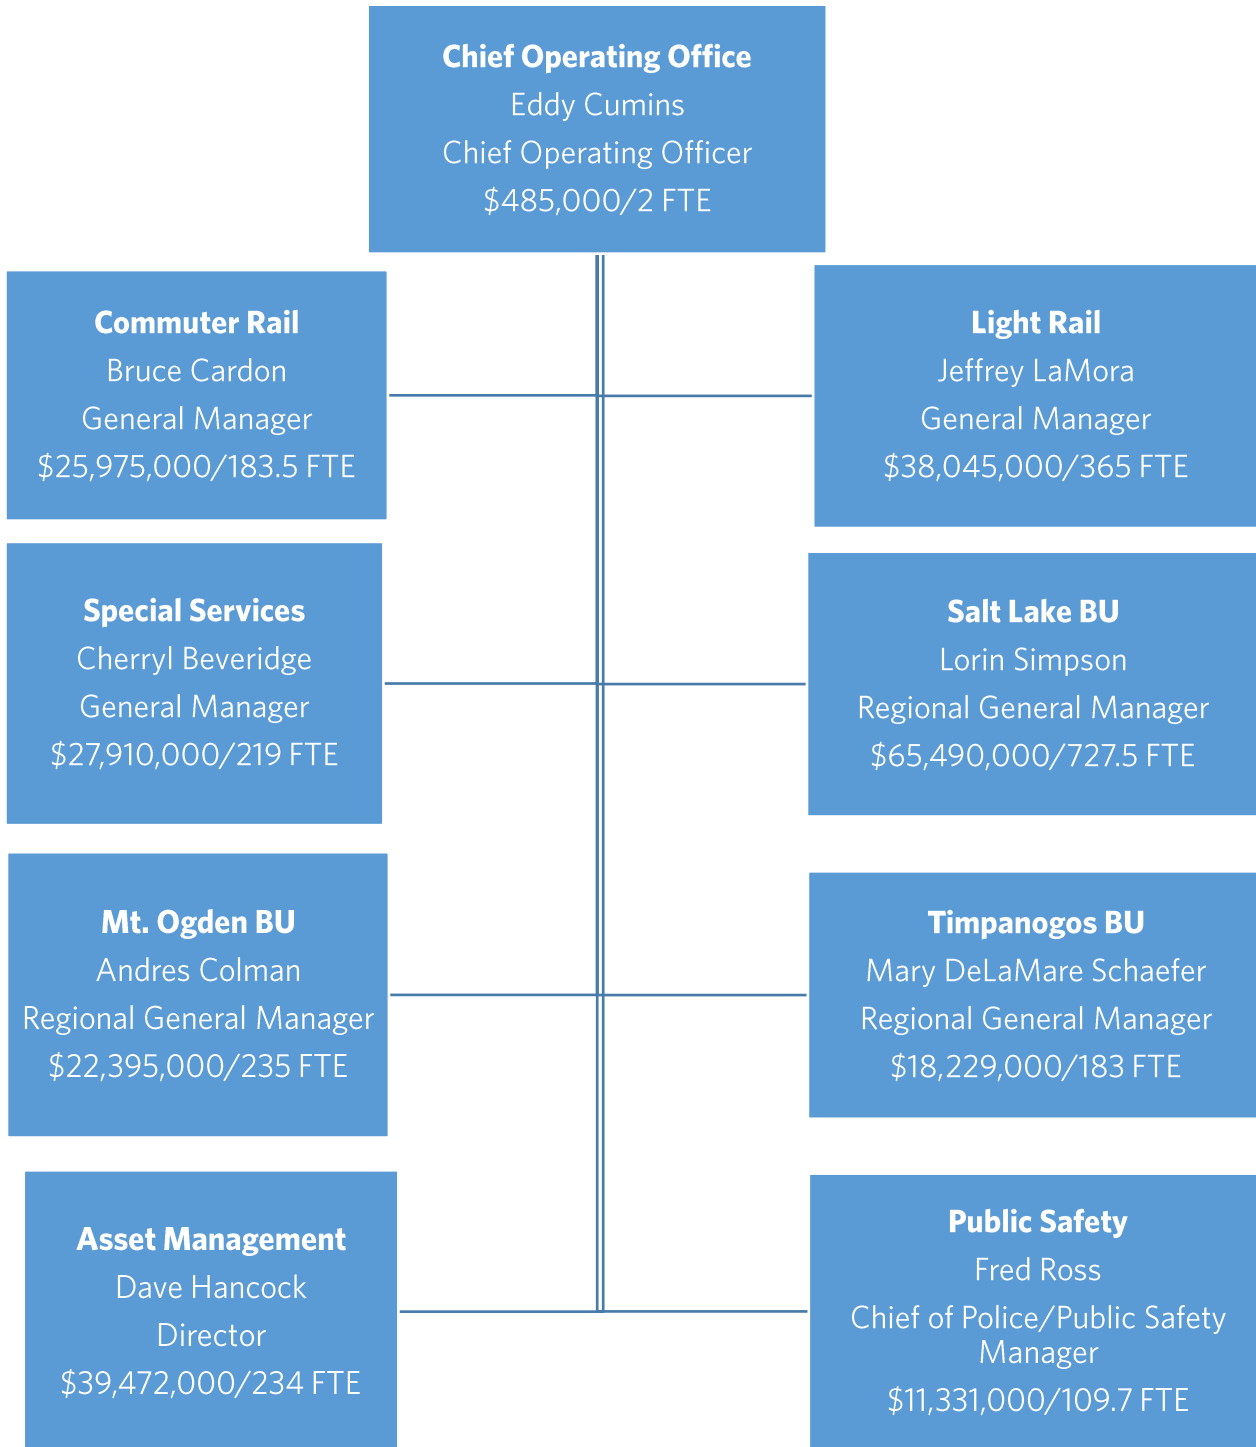 Chief Operating Office
Eddy Cumins
Chief Operating Officer
$485,000/2 FTE
Commuter Rail
Bruce Cardon
General Manager
$25,975,000/183.5 FTE
Light Rail
Jeffrey LaMora
General Manager
$38,045,000/365 FTE
Special Services
Cherryl Beveridge
General Manager
$27,910,000/219 FTE
Salt Lake BU
Lorin Simpson
Regional General Manager
$65,490,000/727.5 FTE
Mt. Ogden BU
Andres Colman
Regional General Manager
$22,395,000/235 FTE
Timpanogos BU
Mary DeLaMare Schaefer
Regional General Manager
$18,229,000/183 FTE
Asset Management
Dave Hancock
Director
$39,472,000/234 FTE
Public Safety
Fred Ross
Chief of Police/Public Safety
Manager
$11,331,000/109.7 FTE